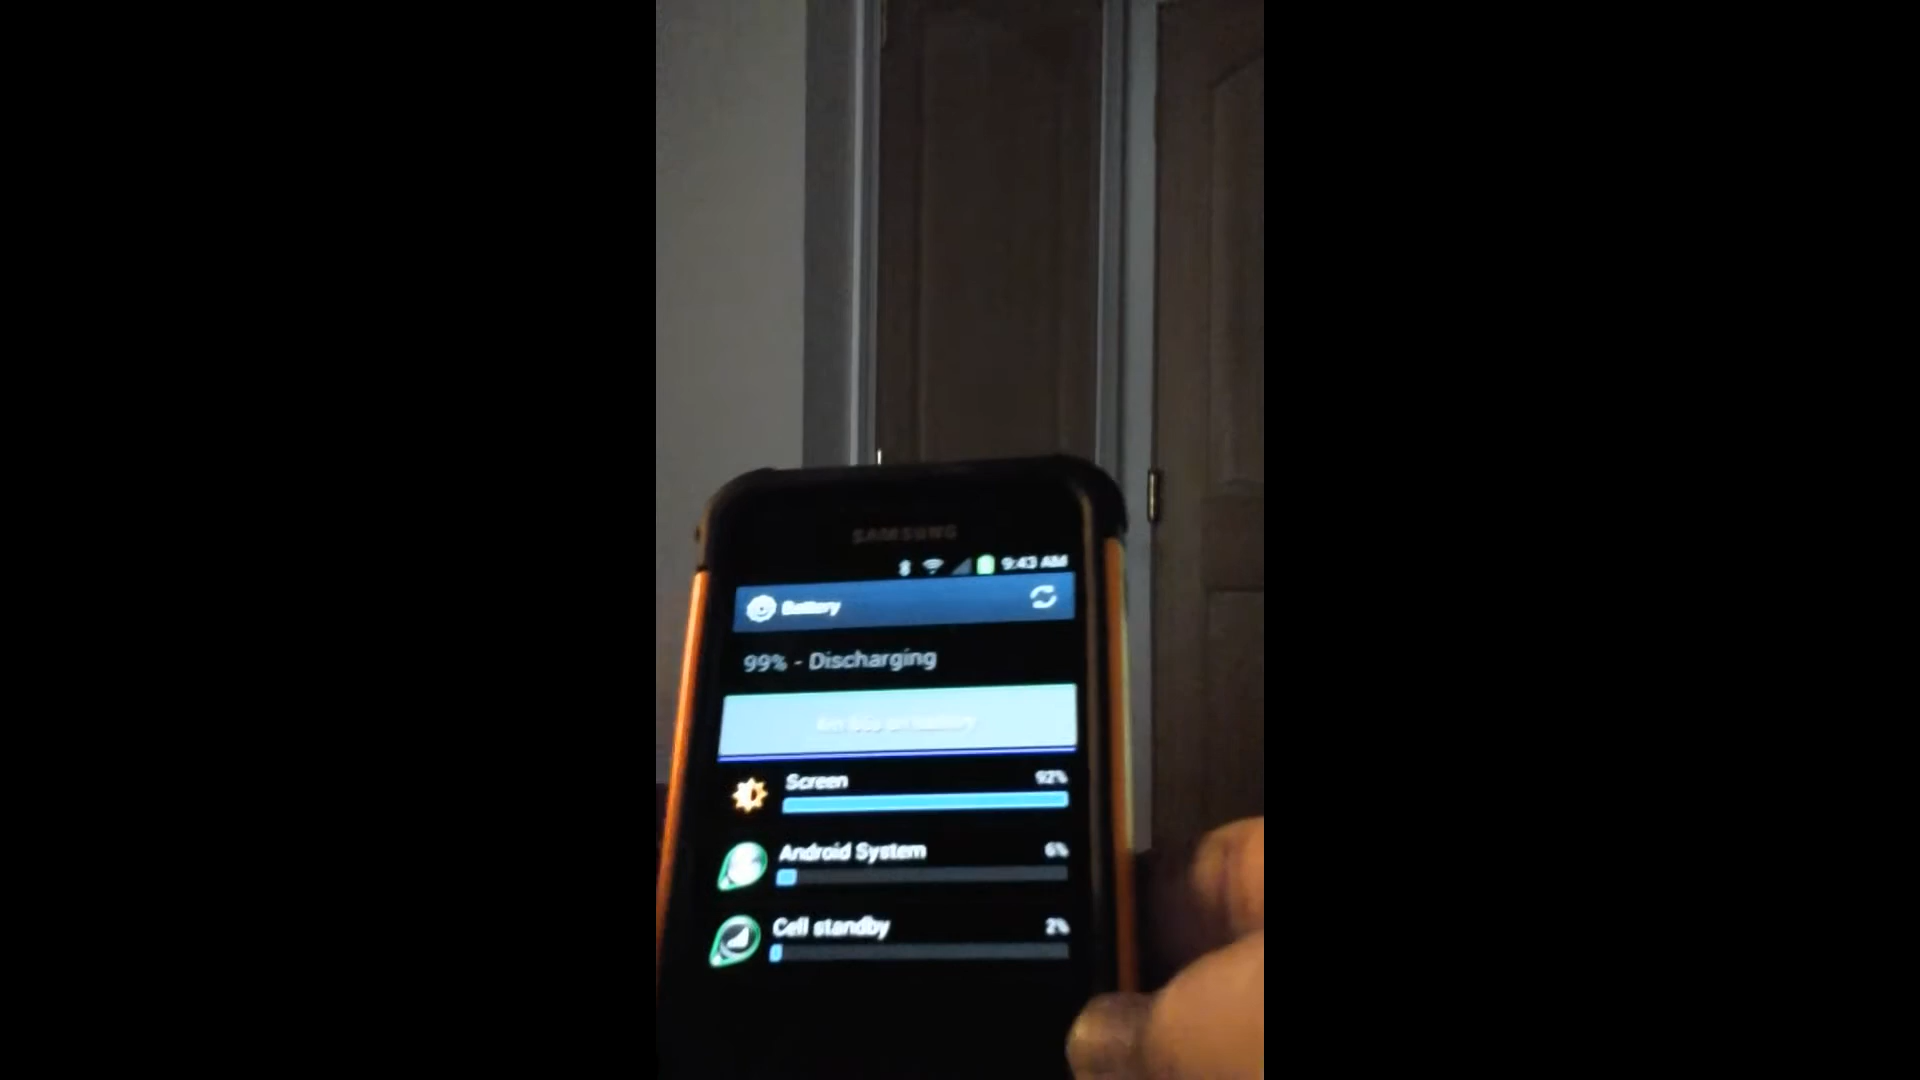 SAMSUNG
9:43 AM
Battery
99% - Discharging
Screen 92%
Android System 6%
Cell standby 2%